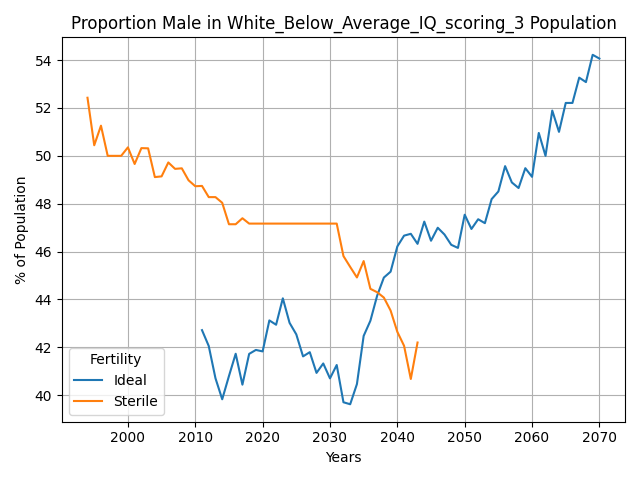 Proportion Male in White_Below_Average_IQ_scoring_3 Population
% of Population
54
52
50
48
46
44
42
40
Fertility
Ideal
Sterile
2000 2010 2020 2030 2040 2050 2060 2070
Years